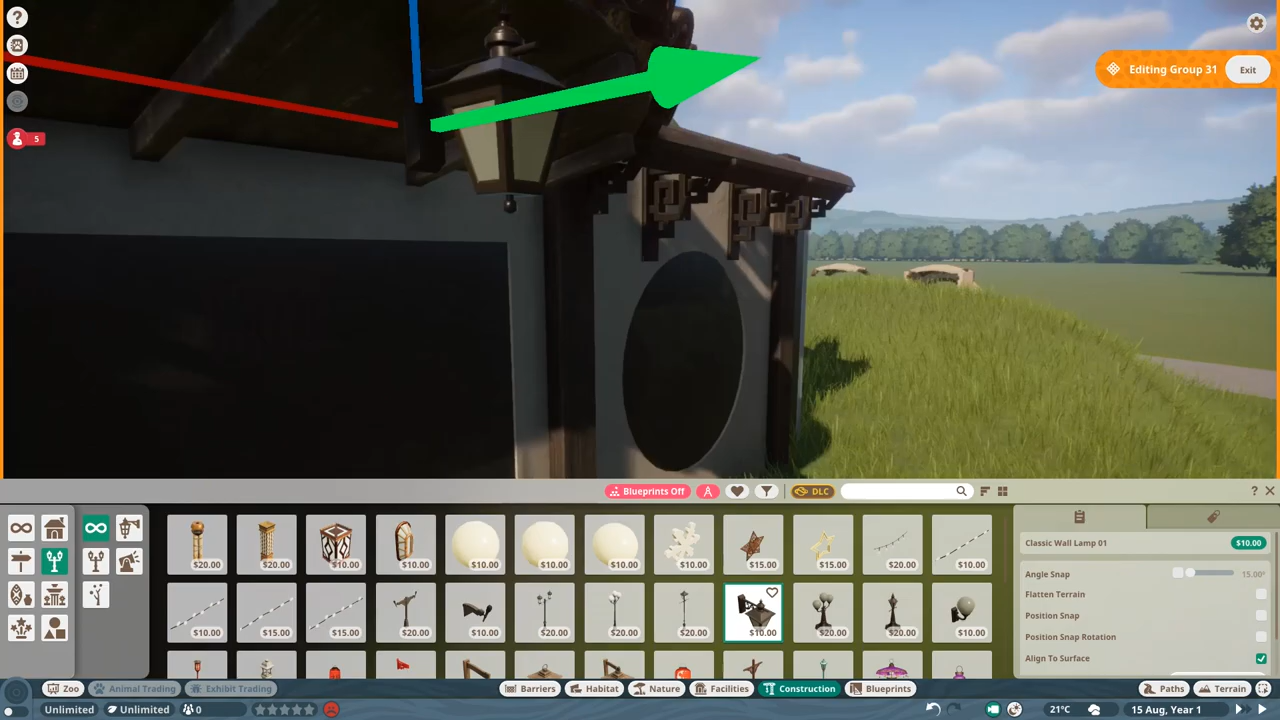 ?
Editing Group 31
Exit
5
Blueprints Off
DLC
?
$20.00
$20.00
$10.00
$10.00
$10.00
$10.00
$10.00
$10.00
$15.00
$15.00
$20.00
$10.00
$10.00
$15.00
$15.00
$20.00
$10.00
$20.00
$20.00
$20.00
$10.00
$20.00
$20.00
$10.00
Classic Wall Lamp 01
$10.00
Angle Snap
15.00°
Flatten Terrain
Position Snap
Position Snap Rotation
Align To Surface
Zoo
Animal Trading
Exhibit Trading
Barriers
Habitat
Nature
Facilities
Construction
Blueprints
Paths
Terrain
Unlimited
Unlimited
0
21°C
15 Aug, Year 1